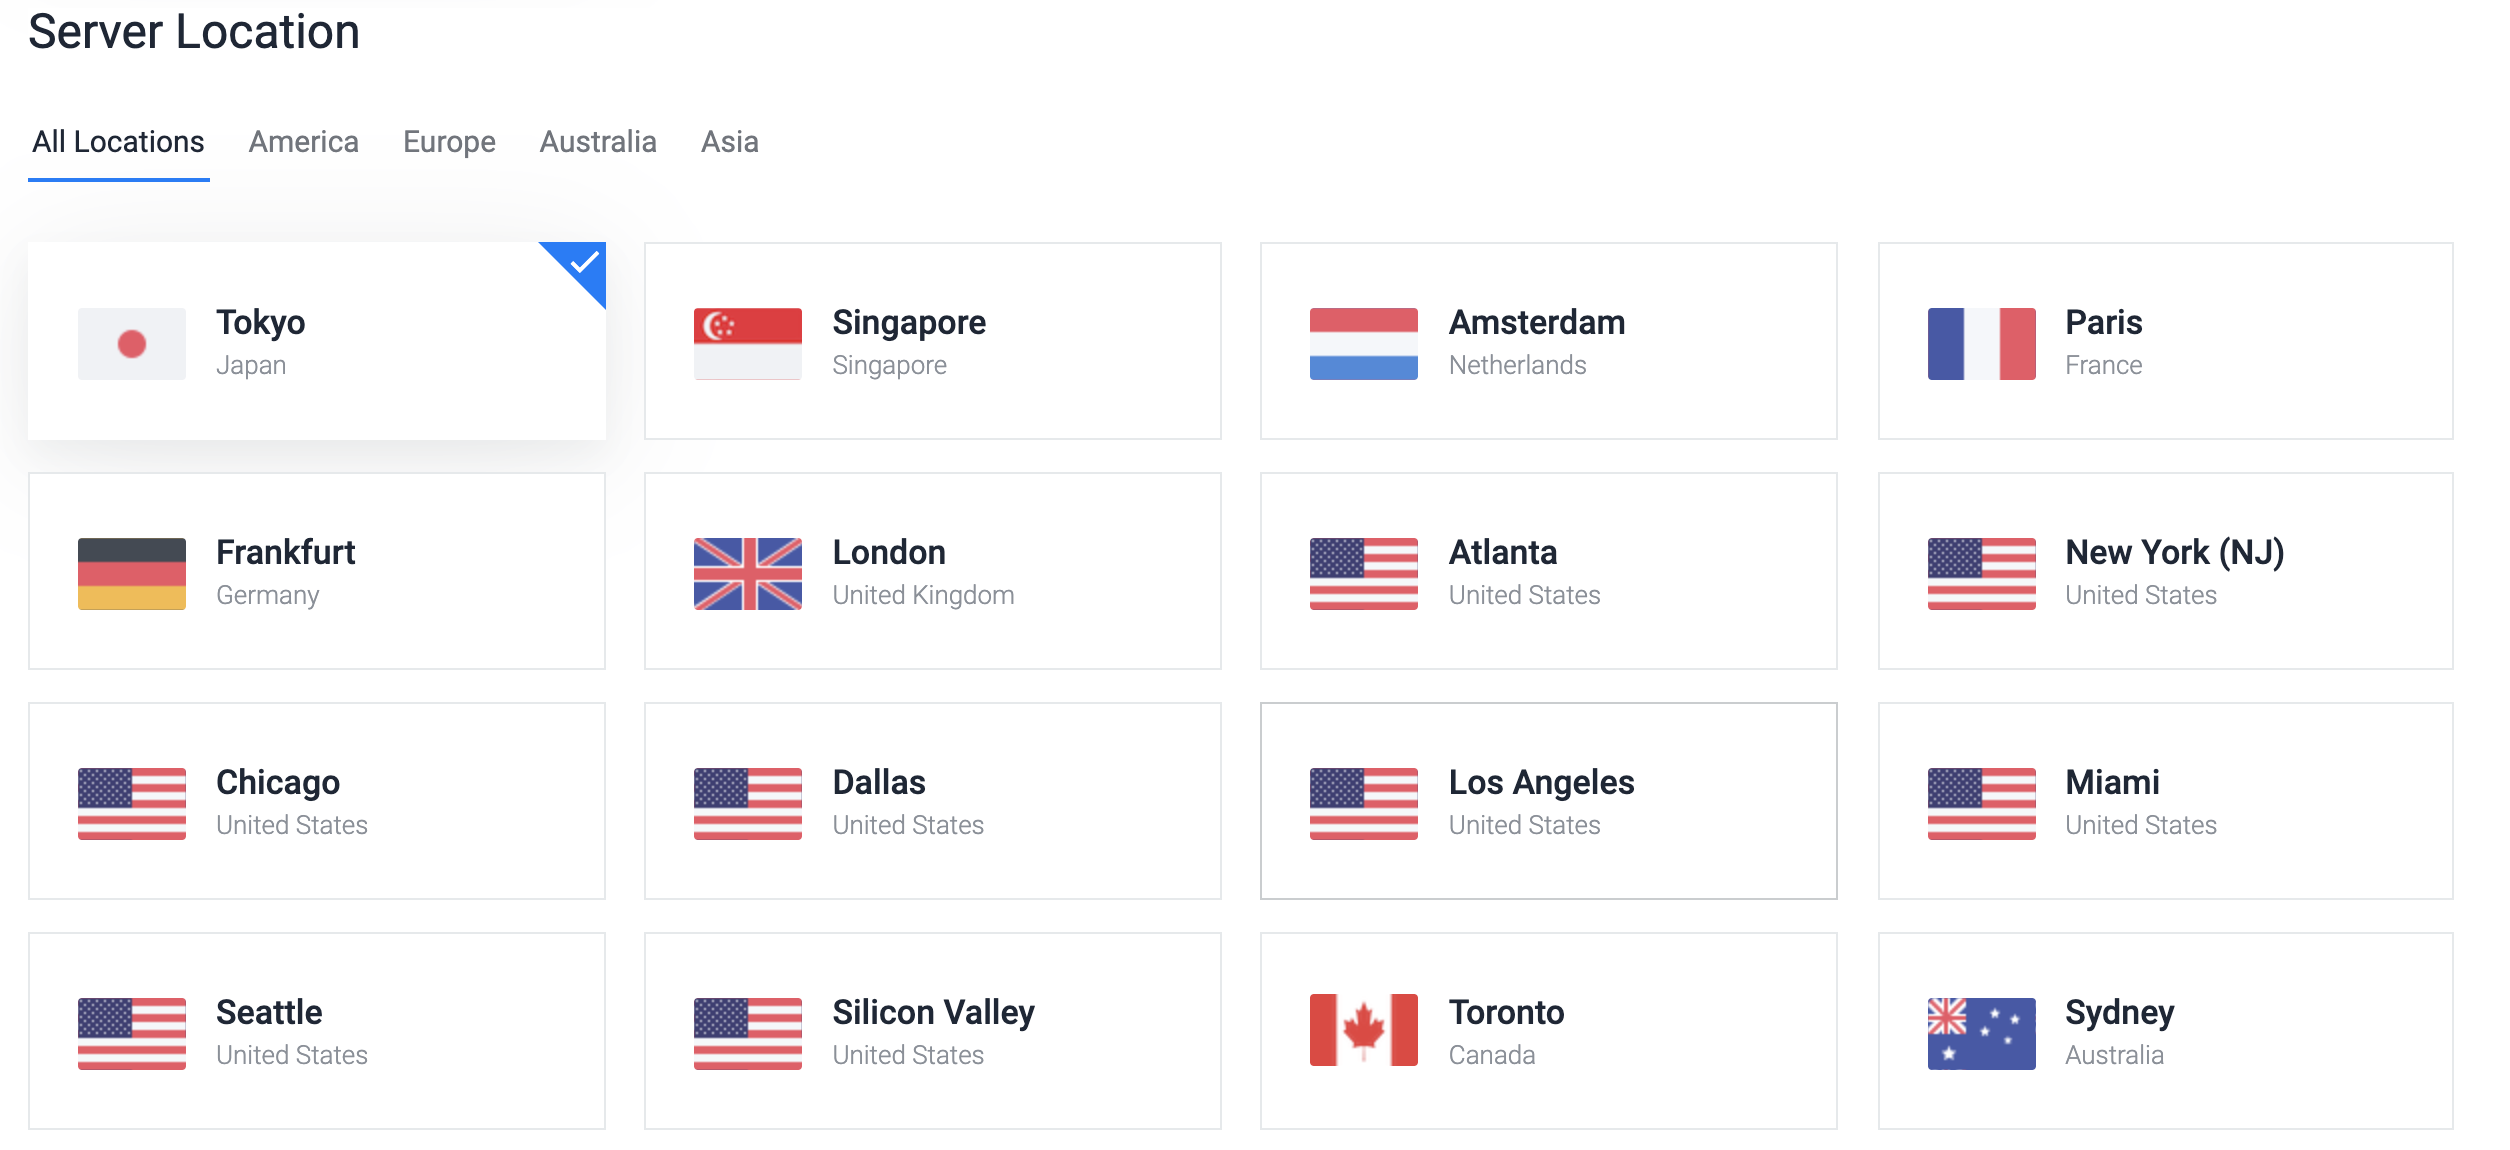 Server Location
All Locations
America
Europe
Australia
Asia
Tokyo
Japan
Singapore
Singapore
Amsterdam
Netherlands
Paris
France
Frankfurt
Germany
London
United Kingdom
Atlanta
United States
New York (NJ)
United States
Chicago
United States
Dallas
United States
Los Angeles
United States
Miami
United States
Seattle
United States
Silicon Valley
United States
Toronto
Canada
Sydney
Australia